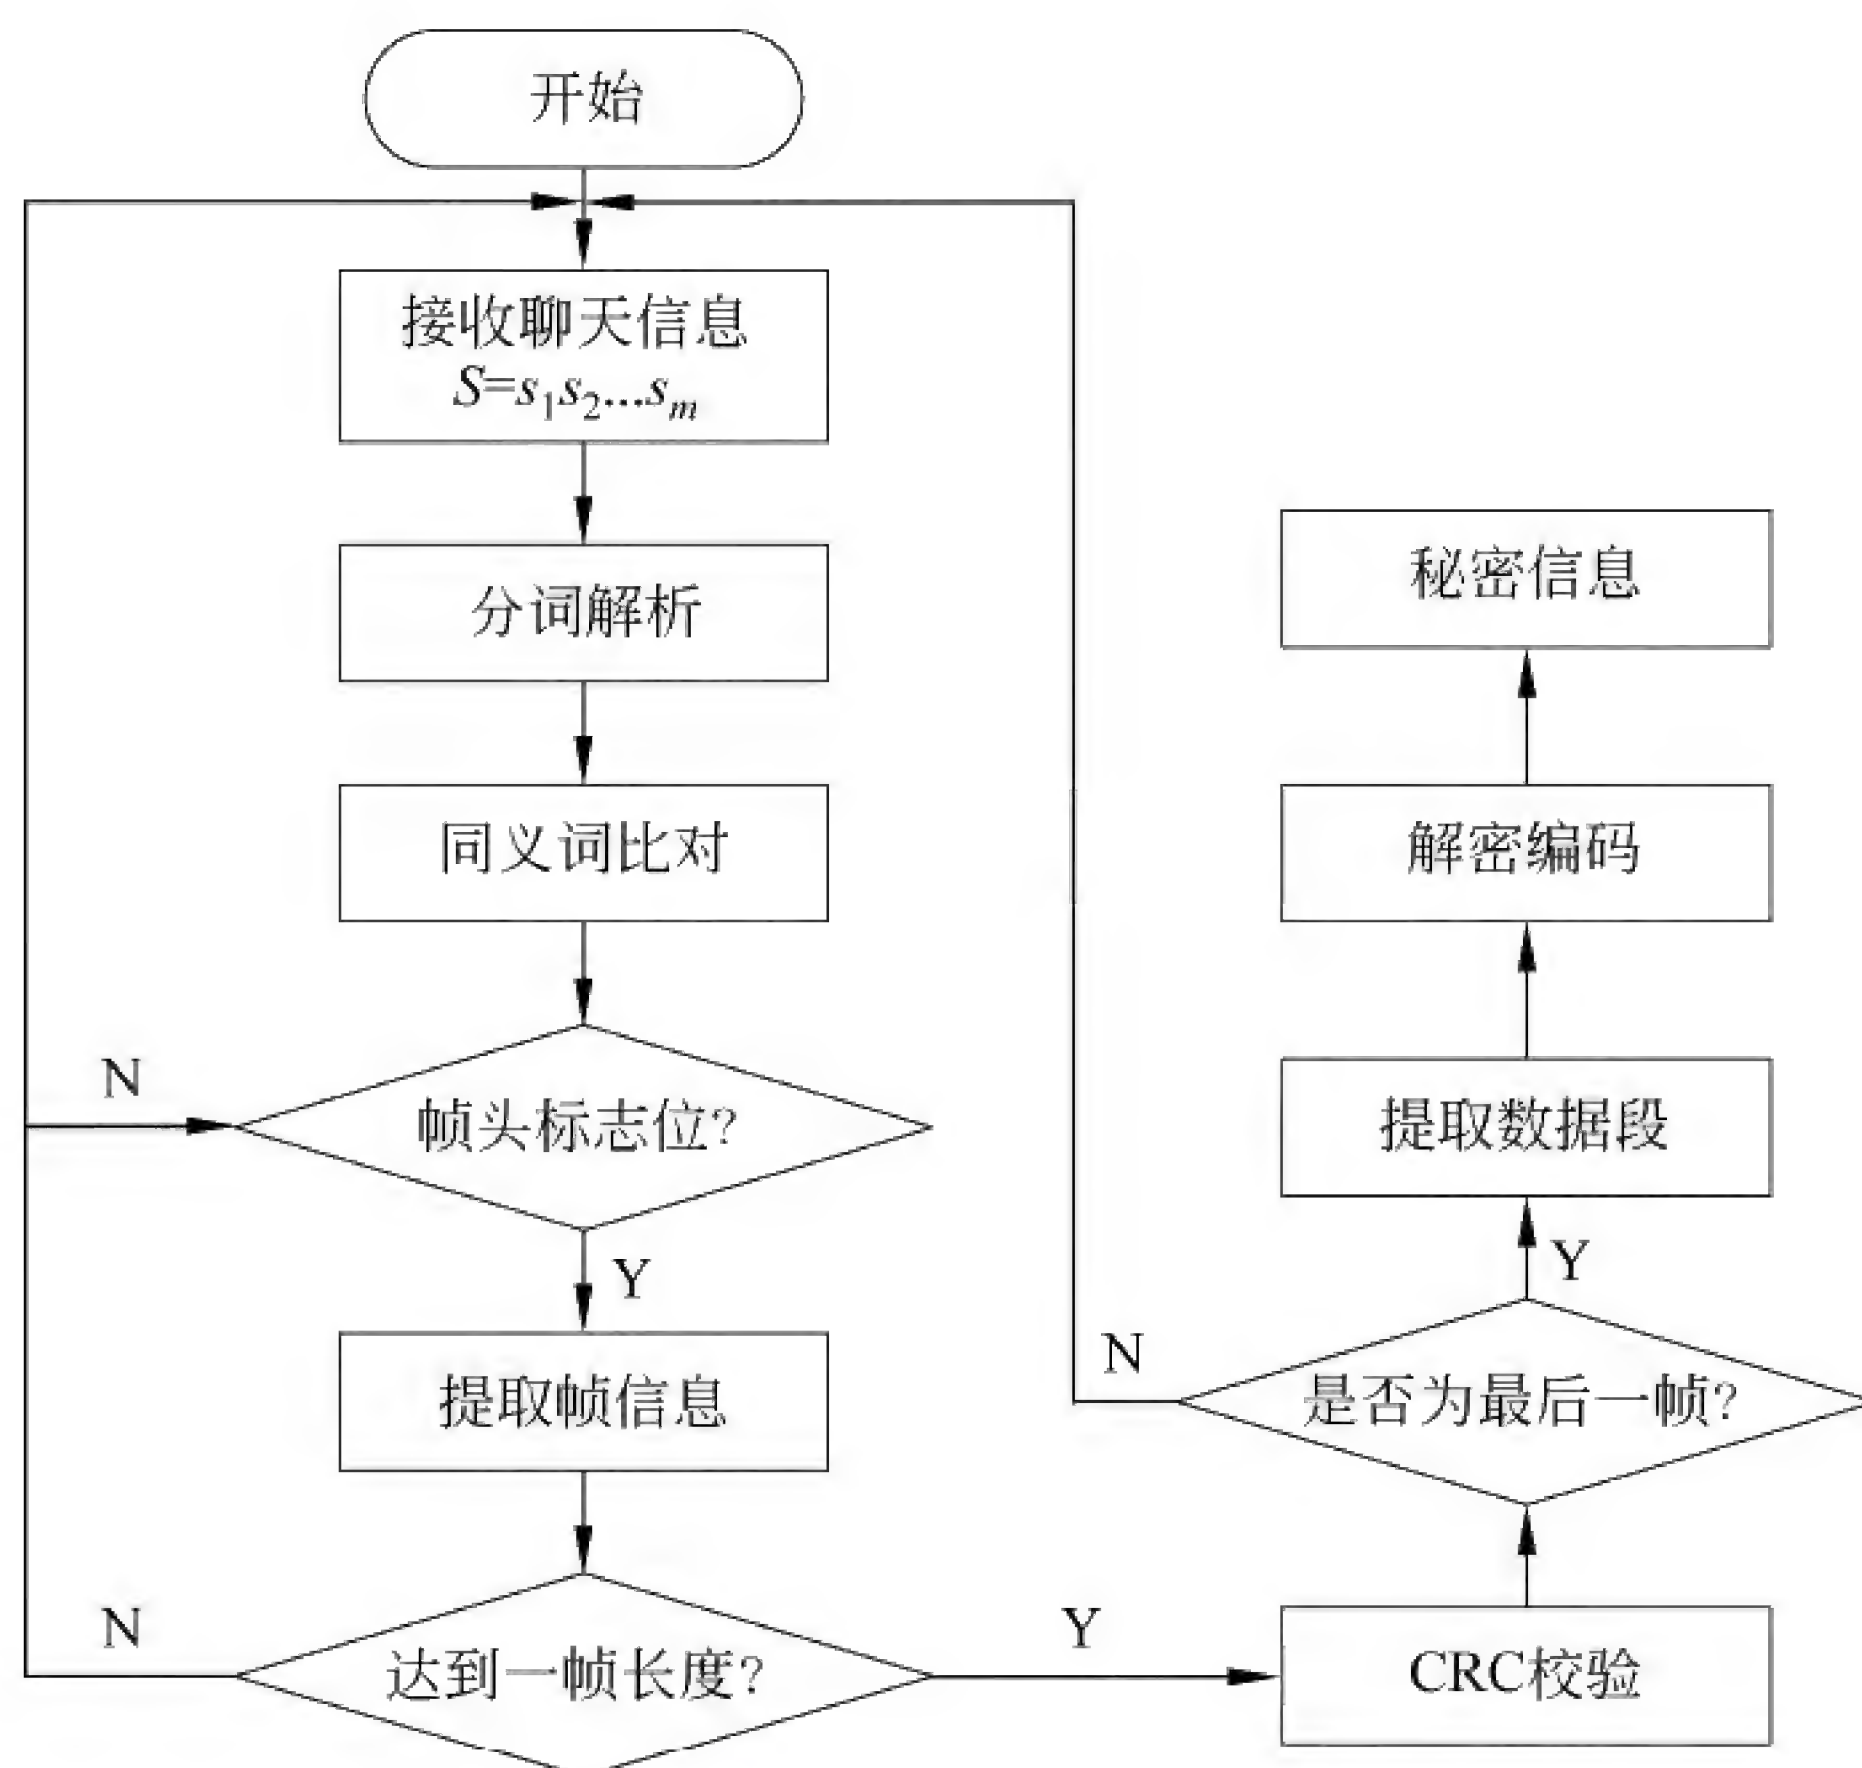 开始
接收聊天信息
S=s1s2...sm
分词解析
同义词比对
N
帧头标志位?
Y
提取帧信息
N
达到一帧长度?
Y
CRC校验
是否为最后一帧?
N
Y
提取数据段
解密编码
秘密信息